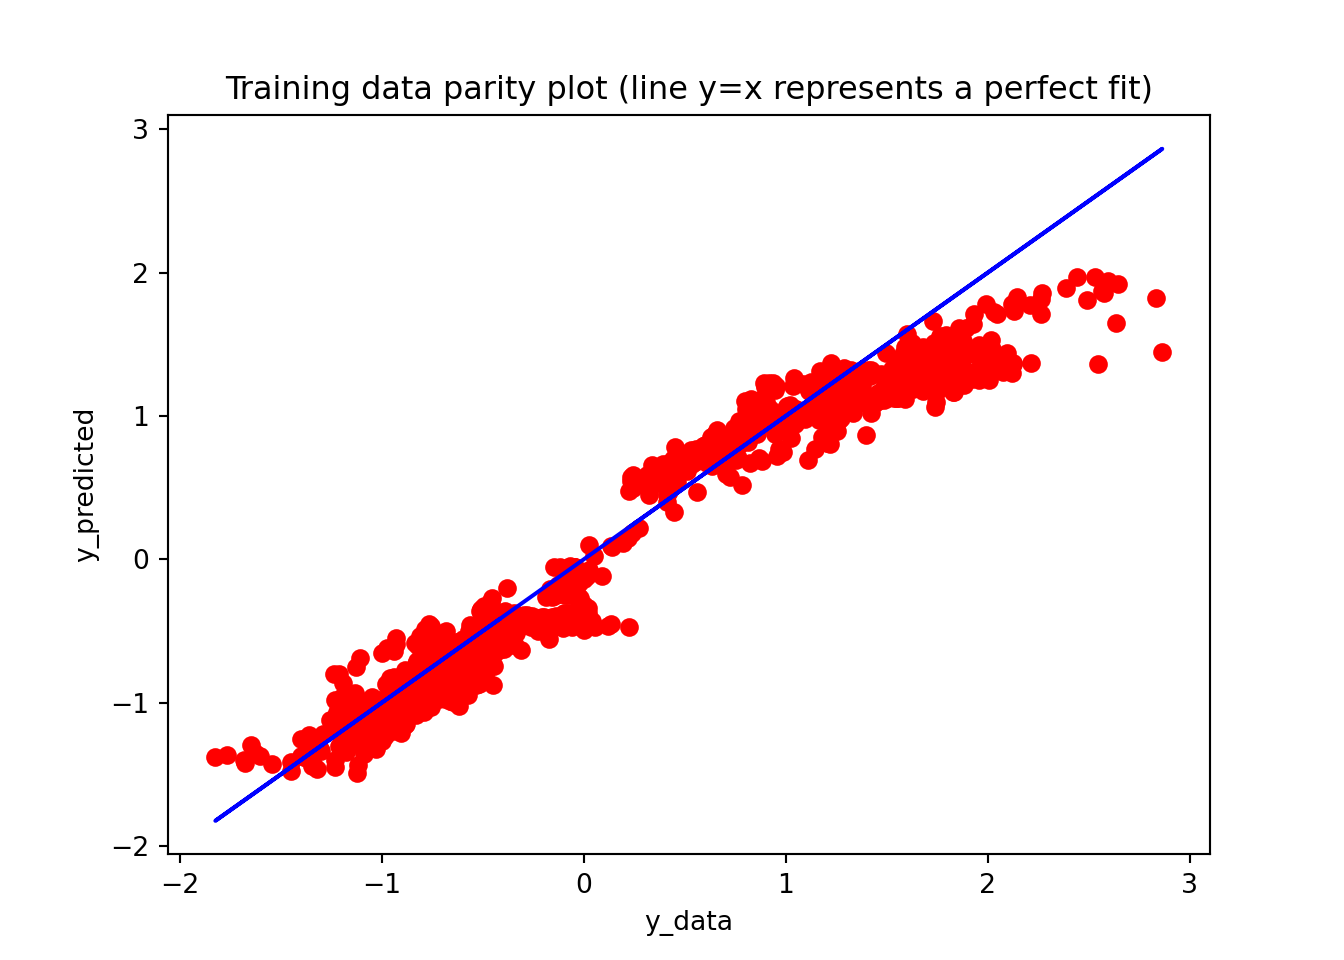 Training data parity plot (line y=x represents a perfect fit)
3
2
1
0
−1
−2
y_predicted
−2 −1 0 1 2 3
y_data